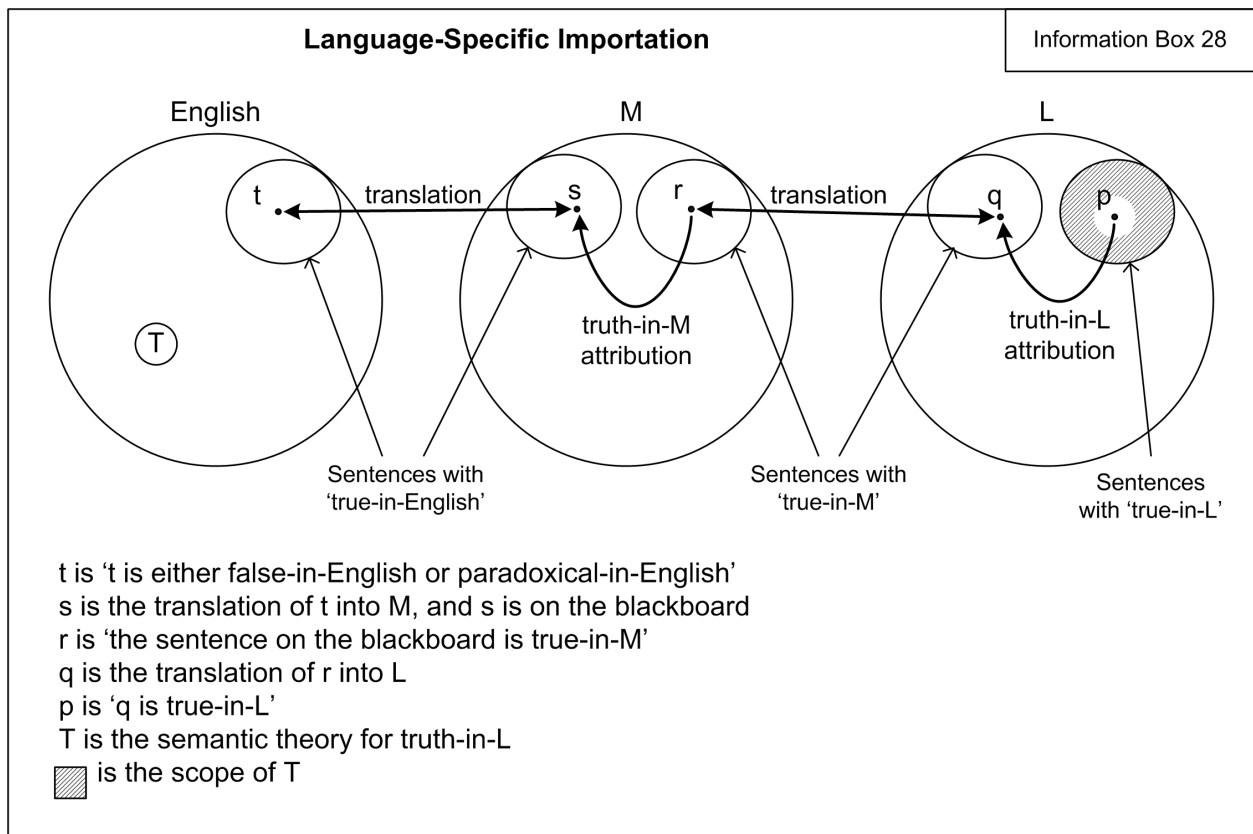 Language-Specific Importation
Information Box 28
English
M
L
t
translation
s
r
translation
q
p
T
truth-in-M
attribution
truth-in-L
attribution
Sentences with
‘true-in-English’
Sentences with
‘true-in-M’
Sentences
with ‘true-in-L’
t is ‘t is either false-in-English or paradoxical-in-English’
s is the translation of t into M, and s is on the blackboard
r is ‘the sentence on the blackboard is true-in-M’
q is the translation of r into L
p is ‘q is true-in-L’
T is the semantic theory for truth-in-L
is the scope of T